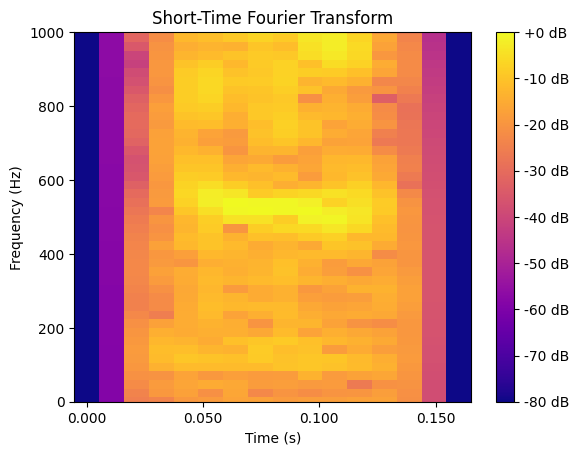 Short-Time Fourier Transform
1000
800
600
400
200
0
Frequency (Hz)
0.000
0.050
0.100
0.150
Time (s)
+0 dB
-10 dB
-20 dB
-30 dB
-40 dB
-50 dB
-60 dB
-70 dB
-80 dB